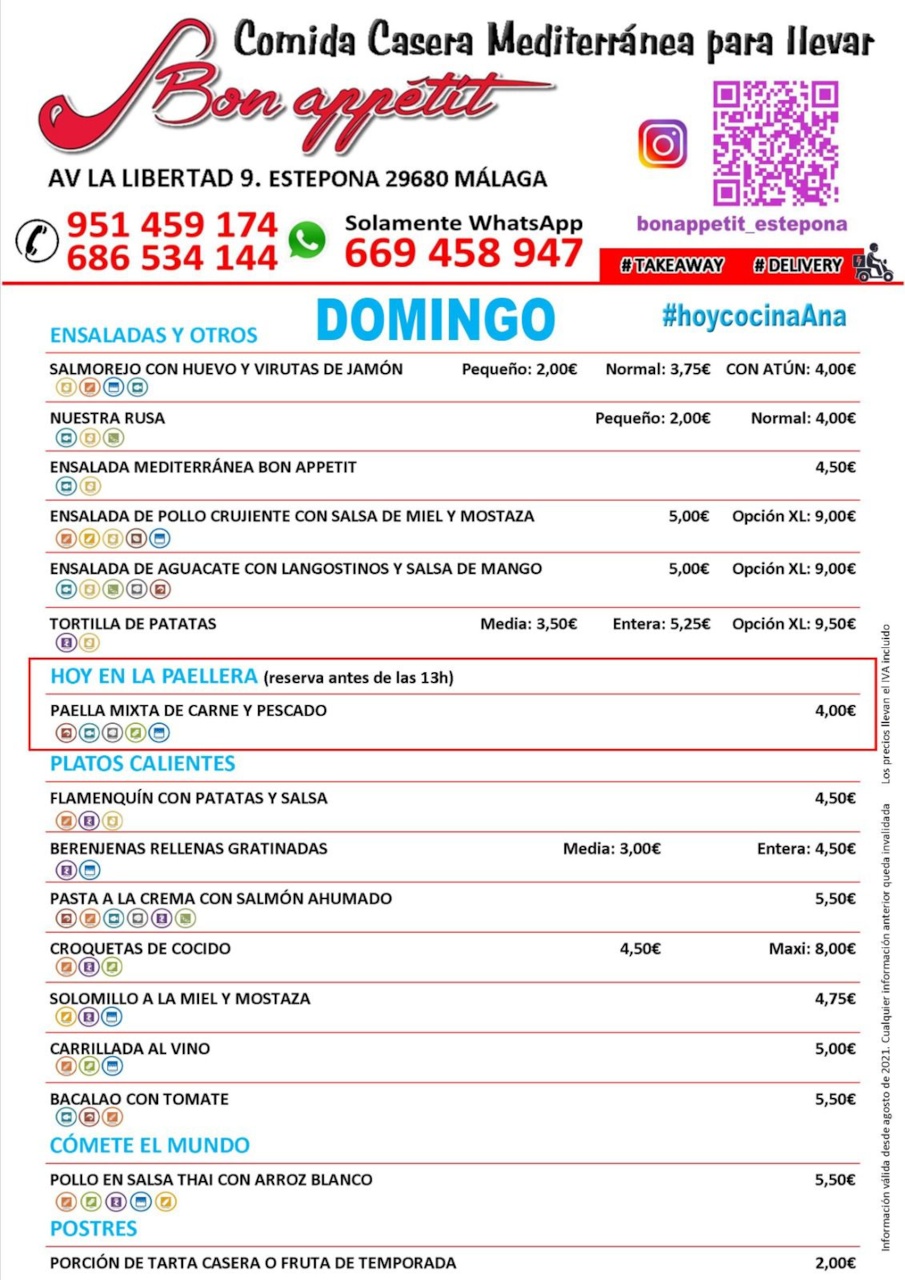 Comida Casera Mediterránea para llevar
Bon appétit
AV LA LIBERTAD 9. ESTEPONA 29680 MÁLAGA
951 459 174
686 534 144
Solamente WhatsApp
669 458 947
bonappetit_estepona
#TAKEAWAY #DELIVERY
DOMINGO
#hoycocinaAna
ENSALADAS Y OTROS
SALMOREJO CON HUEVO Y VIRUTAS DE JAMÓN Pequeño: 2,00€ Normal: 3,75€ CON ATÚN: 4,00€
NUESTRA RUSA Pequeño: 2,00€ Normal: 4,00€
ENSALADA MEDITERRÁNEA BON APPETIT 4,50€
ENSALADA DE POLLO CRUJIENTE CON SALSA DE MIEL Y MOSTAZA 5,00€ Opción XL: 9,00€
ENSALADA DE AGUACATE CON LANGOSTINOS Y SALSA DE MANGO 5,00€ Opción XL: 9,00€
TORTILLA DE PATATAS Media: 3,50€ Entera: 5,25€ Opción XL: 9,50€
HOY EN LA PAELLERA (reserva antes de las 13h)
PAELLA MIXTA DE CARNE Y PESCADO 4,00€
PLATOS CALIENTES
FLAMENQUÍN CON PATATAS Y SALSA 4,50€
BERENJENAS RELLENAS GRATINADAS Media: 3,00€ Entera: 4,50€
PASTA A LA CREMA CON SALMÓN AHUMADO 5,50€
CROQUETAS DE COCIDO 4,50€ Maxi: 8,00€
SOLOMILLO A LA MIEL Y MOSTAZA 4,75€
CARRILLADA AL VINO 5,00€
BACALAO CON TOMATE 5,50€
CÓMETE EL MUNDO
POLLO EN SALSA THAI CON ARROZ BLANCO 5,50€
POSTRES
PORCIÓN DE TARTA CASERA O FRUTA DE TEMPORADA 2,00€
Información válida desde agosto de 2021. Cualquier información anterior queda invalidada Los precios llevan el IVA incluido